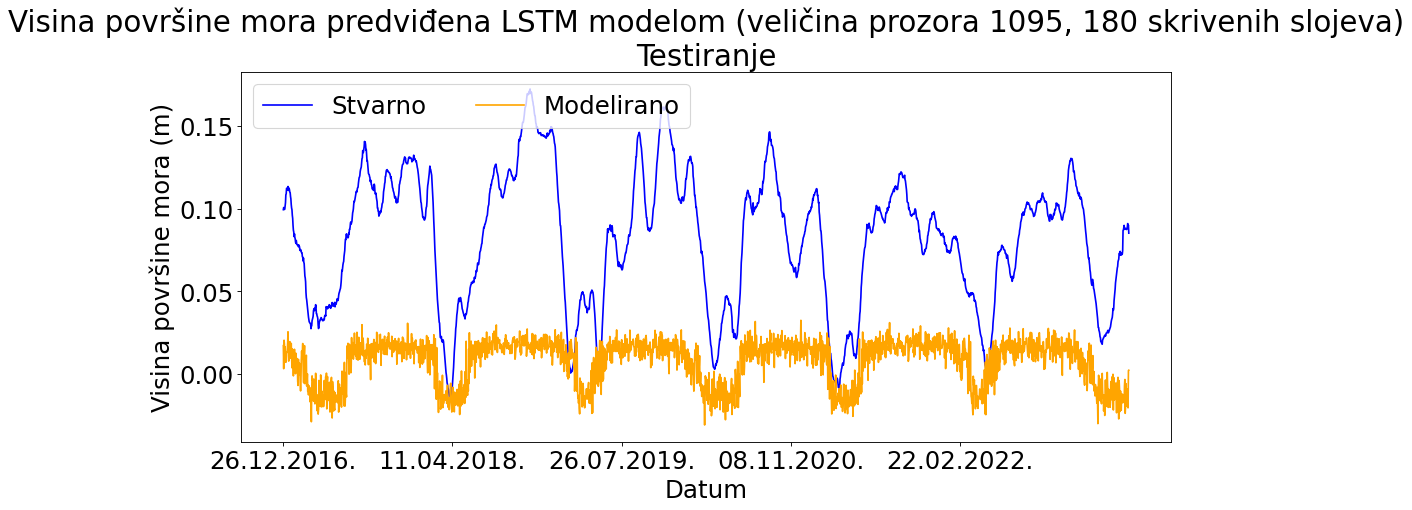 Visina površine mora predviđena LSTM modelom (veličina prozora 1095, 180 skrivenih slojeva)
Testiranje
Stvarno
Modelirano
Visina površine mora (m)
0.15
0.10
0.05
0.00
26.12.2016.
11.04.2018.
26.07.2019.
08.11.2020.
22.02.2022.
Datum